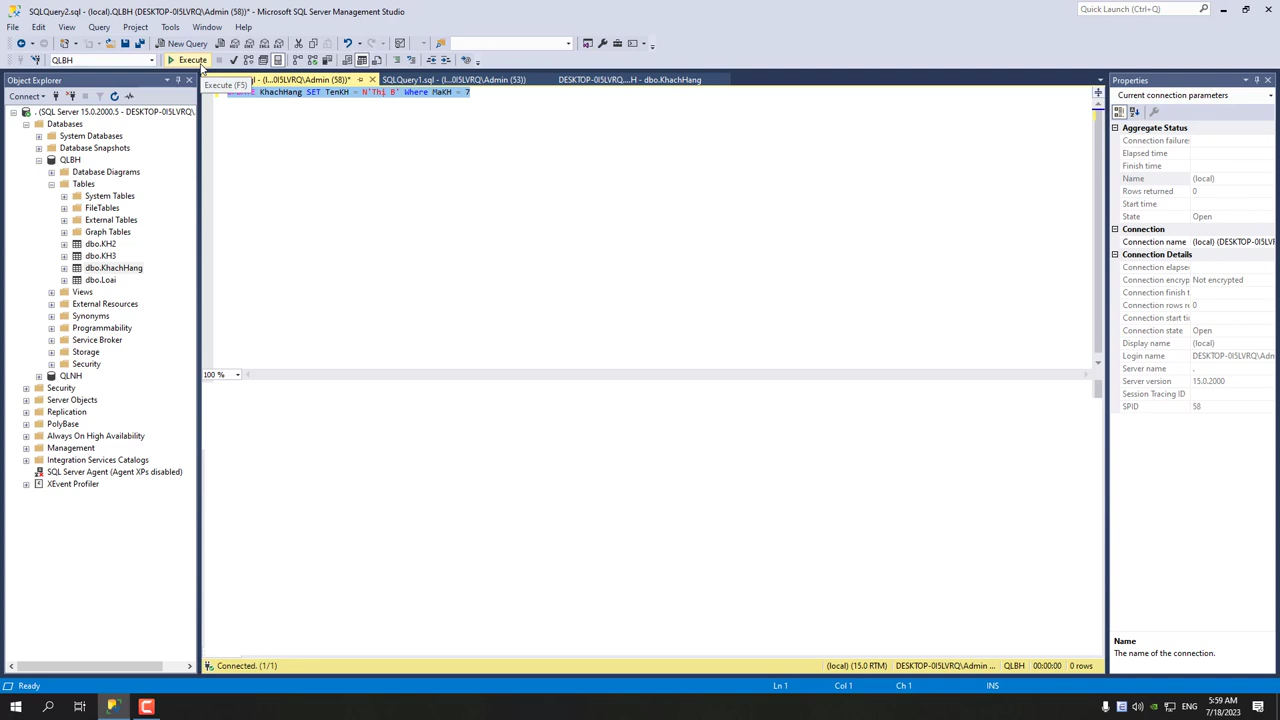 SQLQuery2.sql - (local).QLBH (DESKTOP-0I5LVRQ\Admin (58))* - Microsoft SQL Server Management Studio
Quick Launch (Ctrl+Q)
File Edit View Query Project Tools Window Help
New Query
QLBH
Execute
Execute (F5)
Object Explorer
Connect
. (SQL Server 15.0.2000.5 - DESKTOP-0I5LVRQ\
Databases
System Databases
Database Snapshots
QLBH
Database Diagrams
Tables
System Tables
FileTables
External Tables
Graph Tables
dbo.KH2
dbo.KH3
dbo.KhachHang
dbo.Loai
Views
External Resources
Synonyms
Programmability
Service Broker
Storage
Security
QLNH
Security
Server Objects
Replication
PolyBase
Always On High Availability
Management
Integration Services Catalogs
SQL Server Agent (Agent XPs disabled)
XEvent Profiler
- (l...0I5LVRQ\Admin (58))*
SQLQuery1.sql - (l...0I5LVRQ\Admin (53))
DESKTOP-0I5LVRQ....H - dbo.KhachHang
KhachHang SET TenKH = N'Thị B' Where MaKH = 7
100 %
Connected. (1/1)
(local) (15.0 RTM)
DESKTOP-0I5LVRQ\Admin ...
QLBH
00:00:00
0 rows
Properties
Current connection parameters
Aggregate Status
Connection failures
Elapsed time
Finish time
Name (local)
Rows returned 0
Start time
State Open
Connection
Connection name (local) (DESKTOP-0I5LVR
Connection Details
Connection elapse
Connection encryp Not encrypted
Connection finish t
Connection rows re 0
Connection start ti
Connection state Open
Display name (local)
Login name DESKTOP-0I5LVRQ\Adm
Server name .
Server version 15.0.2000
Session Tracing ID
SPID 58
Name
The name of the connection.
Ready
Ln 1
Col 1
Ch 1
INS
ENG
5:59 AM
7/18/2023